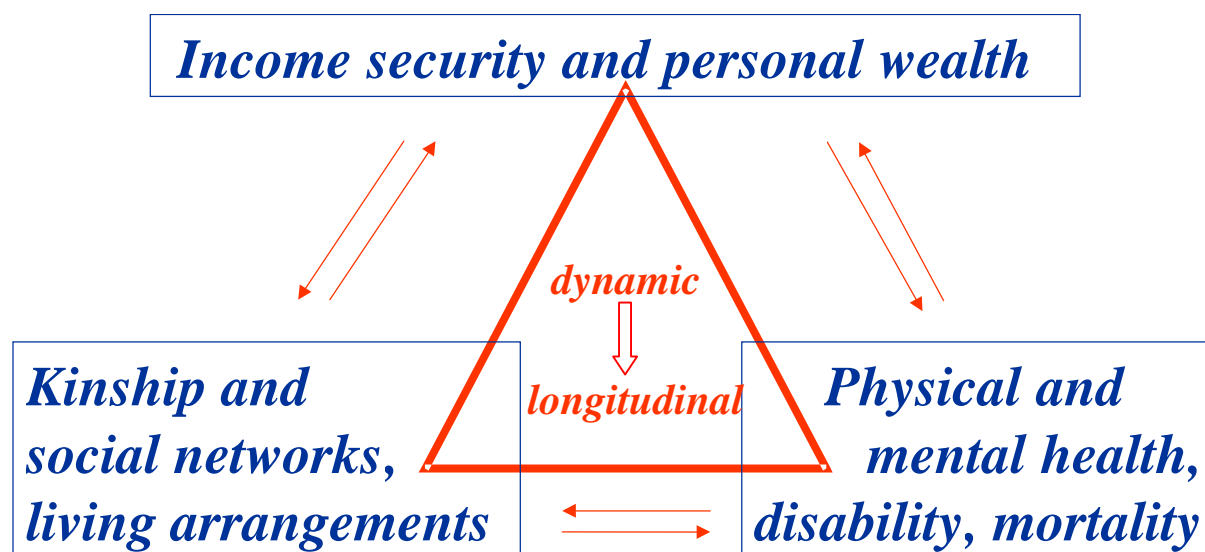 Income security and personal wealth
dynamic
longitudinal
Kinship and
social networks,
living arrangements
Physical and
mental health,
disability, mortality